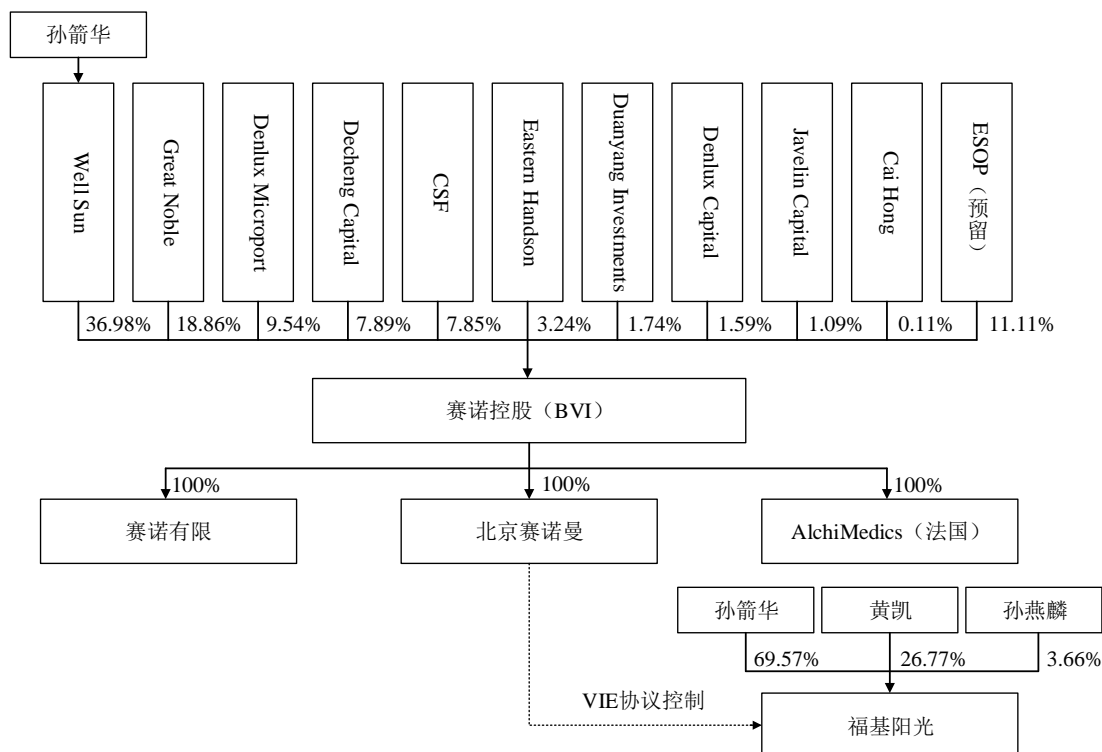 孙箭华
Well Sun
Great Noble
Denlux Microport
Decheng Capital
CSF
Eastern Handson
Duanyang Investments
Denlux Capital
Javelin Capital
Cai Hong
ESOP（预留）
36.98%
18.86%
9.54%
7.89%
7.85%
3.24%
1.74%
1.59%
1.09%
0.11%
11.11%
赛诺控股（BVI）
100%
100%
100%
赛诺有限
北京赛诺曼
AlchiMedics（法国）
孙箭华
黄凯
孙燕麟
69.57%
26.77%
3.66%
VIE协议控制
福基阳光